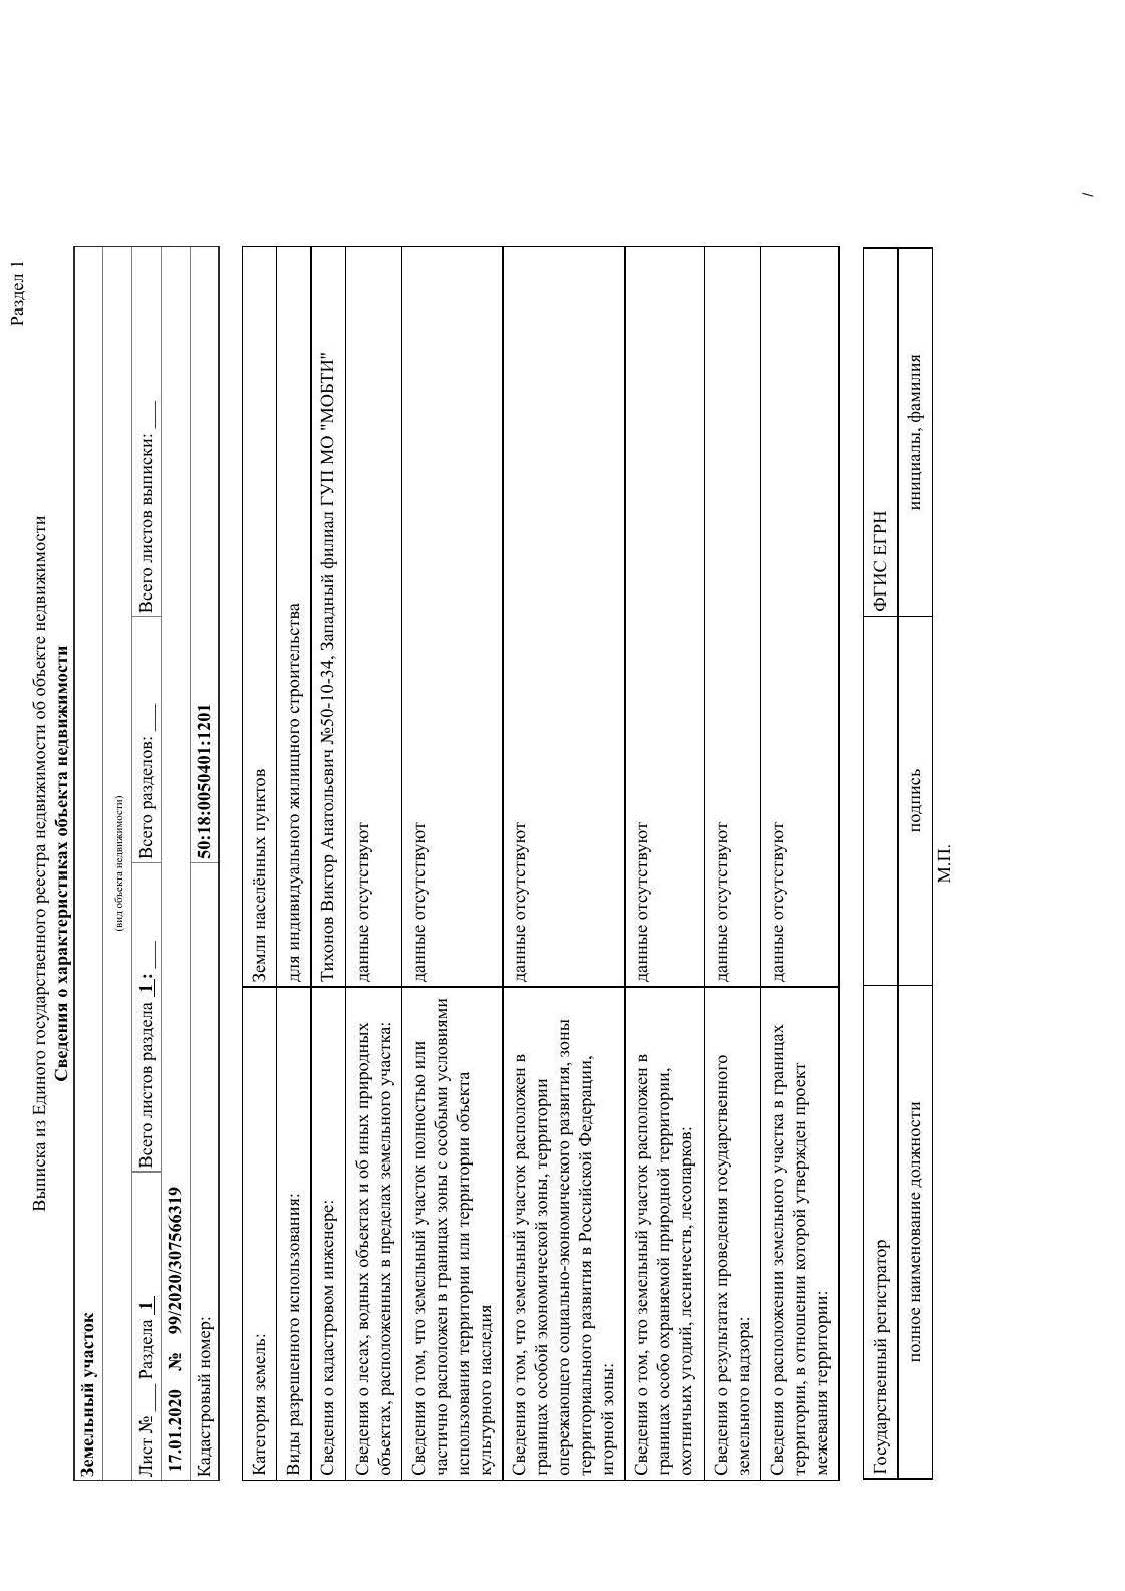 Раздел 1
Выписка из Единого государственного реестра недвижимости об объекте недвижимости
Сведения о характеристиках объекта недвижимости
Земельный участок
(вид объекта недвижимости)
Лист № ___ Раздела 1 Всего листов раздела 1 : ___ Всего разделов: ___ Всего листов выписки: ___
17.01.2020 № 99/2020/307566319
Кадастровый номер: 50:18:0050401:1201
Категория земель: Земли населённых пунктов
Виды разрешенного использования: для индивидуального жилищного строительства
Сведения о кадастровом инженере: Тихонов Виктор Анатольевич №50-10-34, Западный филиал ГУП МО "МОБТИ"
Сведения о лесах, водных объектах и об иных природных
объектах, расположенных в пределах земельного участка:
данные отсутствуют
Сведения о том, что земельный участок полностью или
частично расположен в границах зоны с особыми условиями
использования территории или территории объекта
культурного наследия
данные отсутствуют
Сведения о том, что земельный участок расположен в
границах особой экономической зоны, территории
опережающего социально-экономического развития, зоны
территориального развития в Российской Федерации,
игорной зоны:
данные отсутствуют
Сведения о том, что земельный участок расположен в
границах особо охраняемой природной территории,
охотничьих угодий, лесничеств, лесопарков:
данные отсутствуют
Сведения о результатах проведения государственного
земельного надзора:
данные отсутствуют
Сведения о расположении земельного участка в границах
территории, в отношении которой утвержден проект
межевания территории:
данные отсутствуют
Государственный регистратор ФГИС ЕГРН
полное наименование должности подпись инициалы, фамилия
М.П.